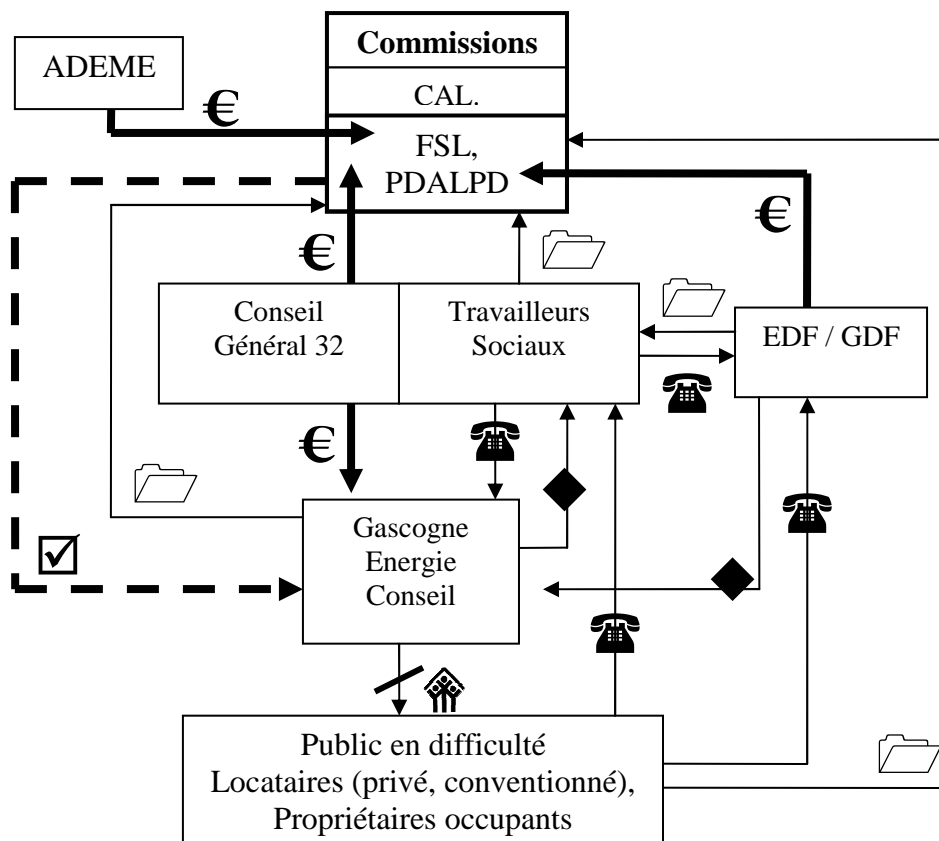 Commissions
ADEME
CAL.
€
FSL,
PDALPD
€
€
Conseil
Général 32
Travailleurs
Sociaux
EDF / GDF
€
Gascogne
Energie
Conseil
Public en difficulté
Locataires (privé, conventionné),
Propriétaires occupants